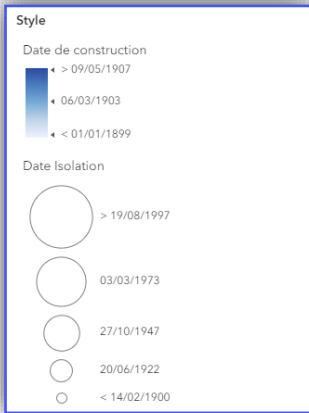 Style
Date de construction
> 09/05/1907
06/03/1903
< 01/01/1899
Date Isolation
> 19/08/1997
03/03/1973
27/10/1947
20/06/1922
< 14/02/1900